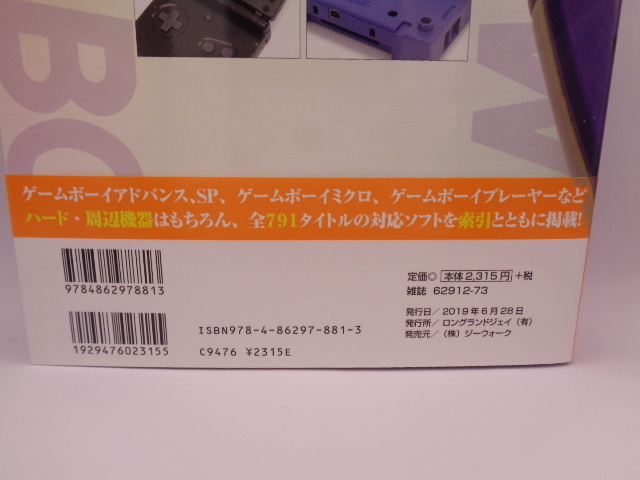 BC
W
ゲームボーイアドバンス、SP、ゲームボーイミクロ、ゲームボーイプレーヤーなど
ハード・周辺機器はもちろん、全791タイトルの対応ソフトを索引とともに掲載!
9784862978813
1929476023155
ISBN978-4-86297-881-3
C9476 ¥2315E
定価◎ 本体2,315円 +税
雑誌 62912-73
発行日/2019年6月28日
発行所/ロングランドジェイ(有)
発売元/(株)ジーウォーク